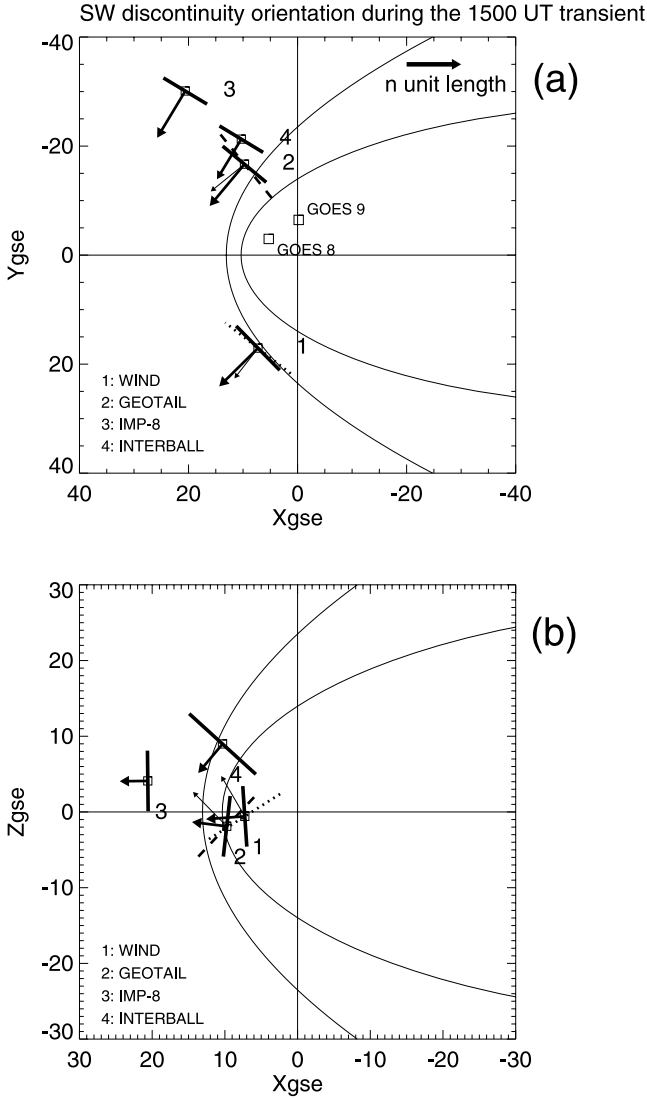 SW discontinuity orientation during the 1500 UT transient
-40
3
n unit length
(a)
-20
4
2
GOES 9
Ygse
0
GOES 8
20
1
1: WIND
2: GEOTAIL
3: IMP-8
4: INTERBALL
40
40 20 0 -20 -40
Xgse
30
(b)
20
10
4
Zgse
0
3
1
2
-10
-20
1: WIND
2: GEOTAIL
3: IMP-8
4: INTERBALL
-30
30 20 10 0 -10 -20 -30
Xgse